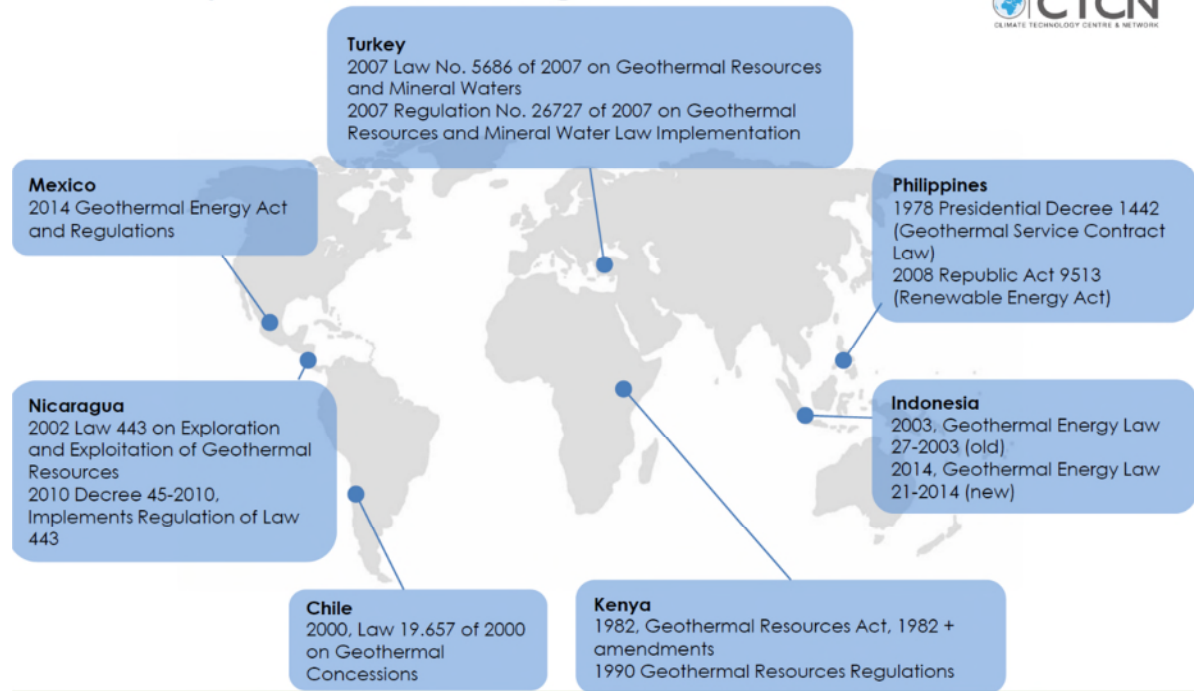 CTCN
CLIMATE TECHNOLOGY CENTRE & NETWORK
Turkey
2007 Law No. 5686 of 2007 on Geothermal Resources
and Mineral Waters
2007 Regulation No. 26727 of 2007 on Geothermal
Resources and Mineral Water Law Implementation
Mexico
2014 Geothermal Energy Act
and Regulations
Philippines
1978 Presidential Decree 1442
(Geothermal Service Contract
Law)
2008 Republic Act 9513
(Renewable Energy Act)
Nicaragua
2002 Law 443 on Exploration
and Exploitation of Geothermal
Resources
2010 Decree 45-2010,
Implements Regulation of Law
443
Indonesia
2003, Geothermal Energy Law
27-2003 (old)
2014, Geothermal Energy Law
21-2014 (new)
Chile
2000, Law 19.657 of 2000
on Geothermal
Concessions
Kenya
1982, Geothermal Resources Act, 1982 +
amendments
1990 Geothermal Resources Regulations